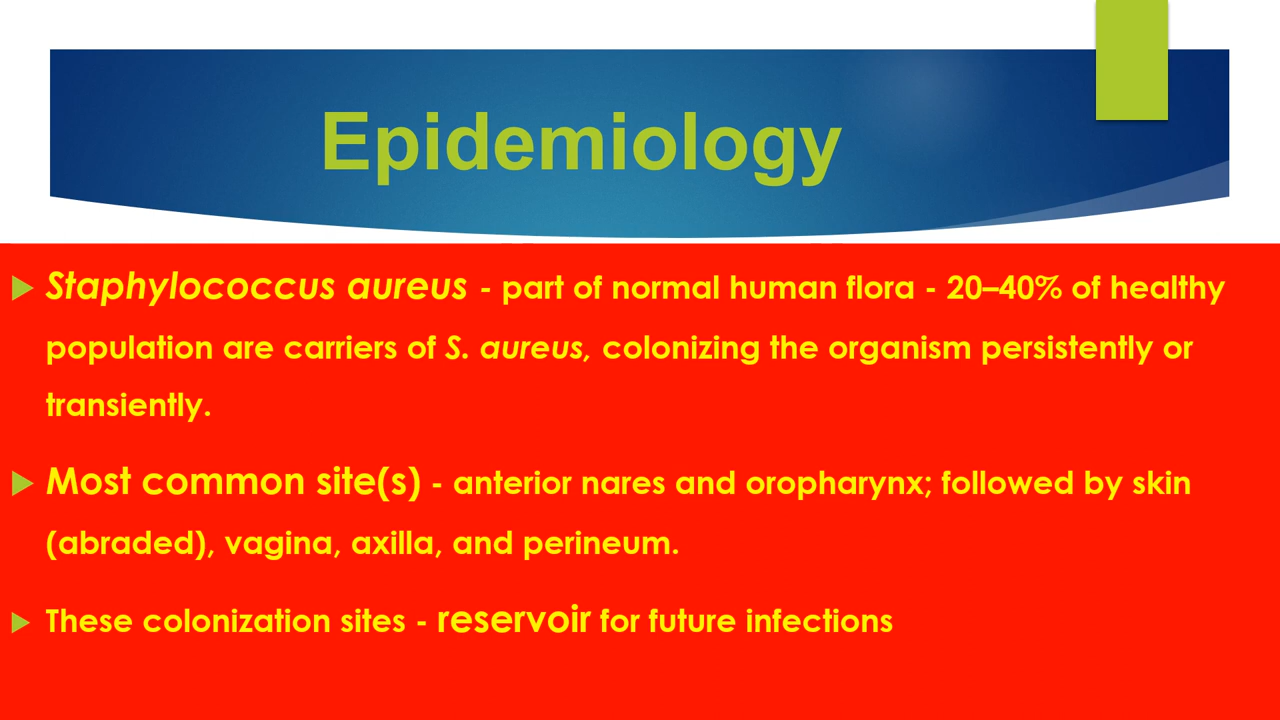 Epidemiology
Staphylococcus aureus - part of normal human flora - 20–40% of healthy
population are carriers of S. aureus, colonizing the organism persistently or
transiently.
Most common site(s) - anterior nares and oropharynx; followed by skin
(abraded), vagina, axilla, and perineum.
These colonization sites - reservoir for future infections